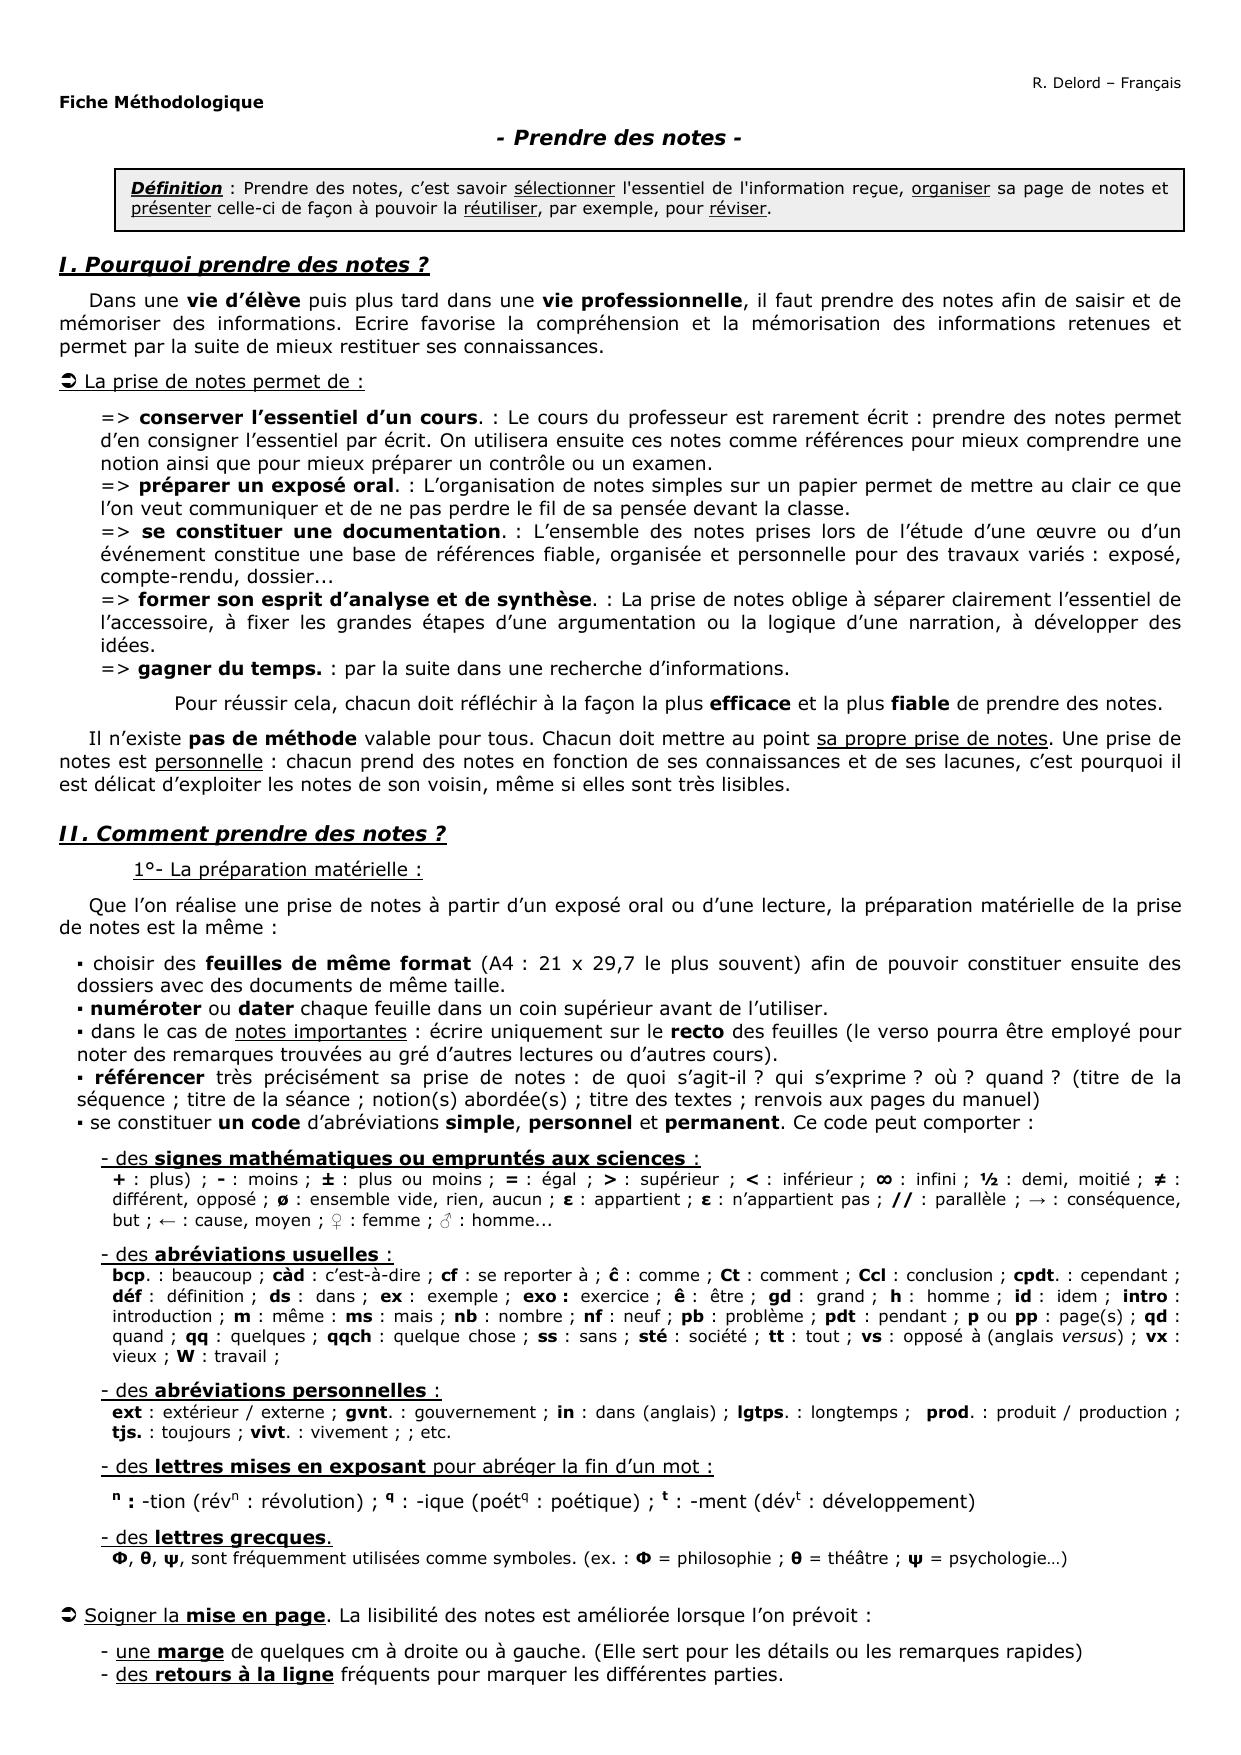 R. Delord – Français
Fiche Méthodologique
- Prendre des notes -
Définition : Prendre des notes, c’est savoir sélectionner l'essentiel de l'information reçue, organiser sa page de notes et
présenter celle-ci de façon à pouvoir la réutiliser, par exemple, pour réviser.
I. Pourquoi prendre des notes ?
Dans une vie d’élève puis plus tard dans une vie professionnelle, il faut prendre des notes afin de saisir et de
mémoriser des informations. Ecrire favorise la compréhension et la mémorisation des informations retenues et
permet par la suite de mieux restituer ses connaissances.
➲ La prise de notes permet de :
=> conserver l’essentiel d’un cours. : Le cours du professeur est rarement écrit : prendre des notes permet
d’en consigner l’essentiel par écrit. On utilisera ensuite ces notes comme références pour mieux comprendre une
notion ainsi que pour mieux préparer un contrôle ou un examen.
=> préparer un exposé oral. : L’organisation de notes simples sur un papier permet de mettre au clair ce que
l’on veut communiquer et de ne pas perdre le fil de sa pensée devant la classe.
=> se constituer une documentation. : L’ensemble des notes prises lors de l’étude d’une œuvre ou d’un
événement constitue une base de références fiable, organisée et personnelle pour des travaux variés : exposé,
compte-rendu, dossier...
=> former son esprit d’analyse et de synthèse. : La prise de notes oblige à séparer clairement l’essentiel de
l’accessoire, à fixer les grandes étapes d’une argumentation ou la logique d’une narration, à développer des
idées.
=> gagner du temps. : par la suite dans une recherche d’informations.
Pour réussir cela, chacun doit réfléchir à la façon la plus efficace et la plus fiable de prendre des notes.
Il n’existe pas de méthode valable pour tous. Chacun doit mettre au point sa propre prise de notes. Une prise de
notes est personnelle : chacun prend des notes en fonction de ses connaissances et de ses lacunes, c’est pourquoi il
est délicat d’exploiter les notes de son voisin, même si elles sont très lisibles.
II. Comment prendre des notes ?
1°- La préparation matérielle :
Que l’on réalise une prise de notes à partir d’un exposé oral ou d’une lecture, la préparation matérielle de la prise
de notes est la même :
▪ choisir des feuilles de même format (A4 : 21 x 29,7 le plus souvent) afin de pouvoir constituer ensuite des
dossiers avec des documents de même taille.
▪ numéroter ou dater chaque feuille dans un coin supérieur avant de l’utiliser.
▪ dans le cas de notes importantes : écrire uniquement sur le recto des feuilles (le verso pourra être employé pour
noter des remarques trouvées au gré d’autres lectures ou d’autres cours).
▪ référencer très précisément sa prise de notes : de quoi s’agit-il ? qui s’exprime ? où ? quand ? (titre de la
séquence ; titre de la séance ; notion(s) abordée(s) ; titre des textes ; renvois aux pages du manuel)
▪ se constituer un code d’abréviations simple, personnel et permanent. Ce code peut comporter :
- des signes mathématiques ou empruntés aux sciences :
+ : plus) ; - : moins ; ± : plus ou moins ; = : égal ; > : supérieur ; < : inférieur ; ∞ : infini ; ½ : demi, moitié ; ≠ :
différent, opposé ; ø : ensemble vide, rien, aucun ; ε : appartient ; ε : n’appartient pas ; // : parallèle ; → : conséquence,
but ; ← : cause, moyen ; ♀ : femme ; ♂ : homme...
- des abréviations usuelles :
bcp. : beaucoup ; càd : c’est-à-dire ; cf : se reporter à ; ĉ : comme ; Ct : comment ; Ccl : conclusion ; cpdt. : cependant ;
déf : définition ; ds : dans ; ex : exemple ; exo : exercice ; ê : être ; gd : grand ; h : homme ; id : idem ; intro :
introduction ; m : même : ms : mais ; nb : nombre ; nf : neuf ; pb : problème ; pdt : pendant ; p ou pp : page(s) ; qd :
quand ; qq : quelques ; qqch : quelque chose ; ss : sans ; sté : société ; tt : tout ; vs : opposé à (anglais versus) ; vx :
vieux ; W : travail ;
- des abréviations personnelles :
ext : extérieur / externe ; gvnt. : gouvernement ; in : dans (anglais) ; lgtps. : longtemps ; prod. : produit / production ;
tjs. : toujours ; vivt. : vivement ; ; etc.
- des lettres mises en exposant pour abréger la fin d’un mot :
ⁿ : -tion (révⁿ : révolution) ; q : -ique (poétq : poétique) ; ᵗ : -ment (dévᵗ : développement)
- des lettres grecques.
Φ, θ, ψ, sont fréquemment utilisées comme symboles. (ex. : Φ = philosophie ; θ = théâtre ; ψ = psychologie…)
➲ Soigner la mise en page. La lisibilité des notes est améliorée lorsque l’on prévoit :
- une marge de quelques cm à droite ou à gauche. (Elle sert pour les détails ou les remarques rapides)
- des retours à la ligne fréquents pour marquer les différentes parties.